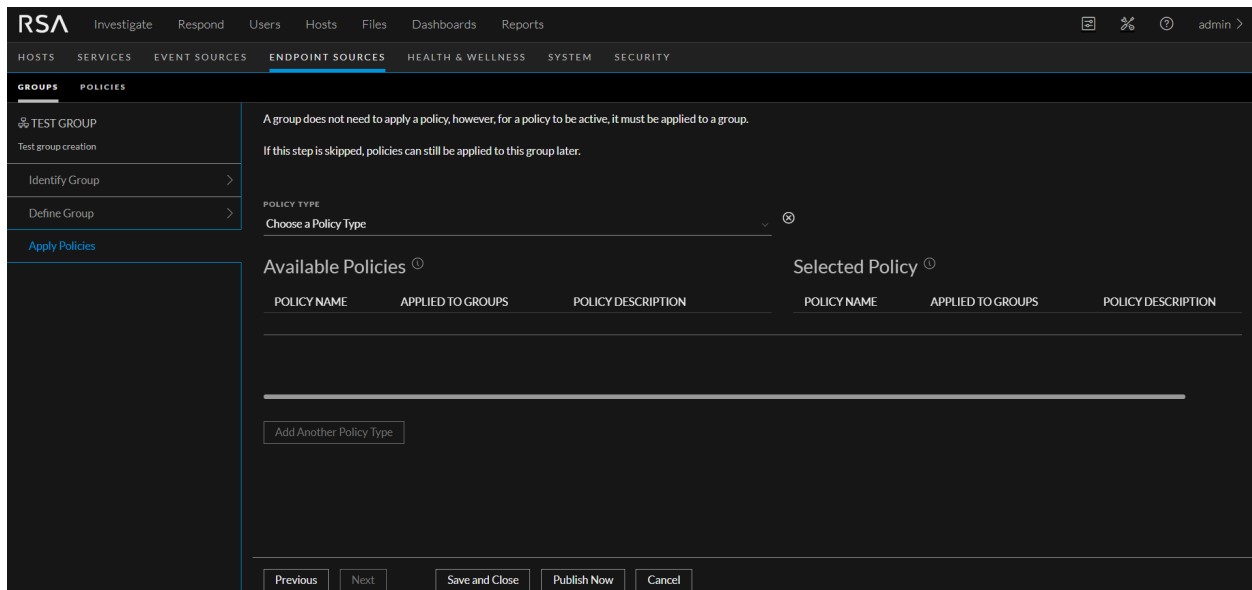 RSA Investigate Respond Users Hosts Files Dashboards Reports admin
HOSTS SERVICES EVENT SOURCES ENDPOINT SOURCES HEALTH & WELLNESS SYSTEM SECURITY
GROUPS POLICIES
TEST GROUP
Test group creation
Identify Group
Define Group
Apply Policies
A group does not need to apply a policy, however, for a policy to be active, it must be applied to a group.
If this step is skipped, policies can still be applied to this group later.
POLICY TYPE
Choose a Policy Type
Available Policies
POLICY NAME APPLIED TO GROUPS POLICY DESCRIPTION
Selected Policy
POLICY NAME APPLIED TO GROUPS POLICY DESCRIPTION
Add Another Policy Type
Previous Next Save and Close Publish Now Cancel